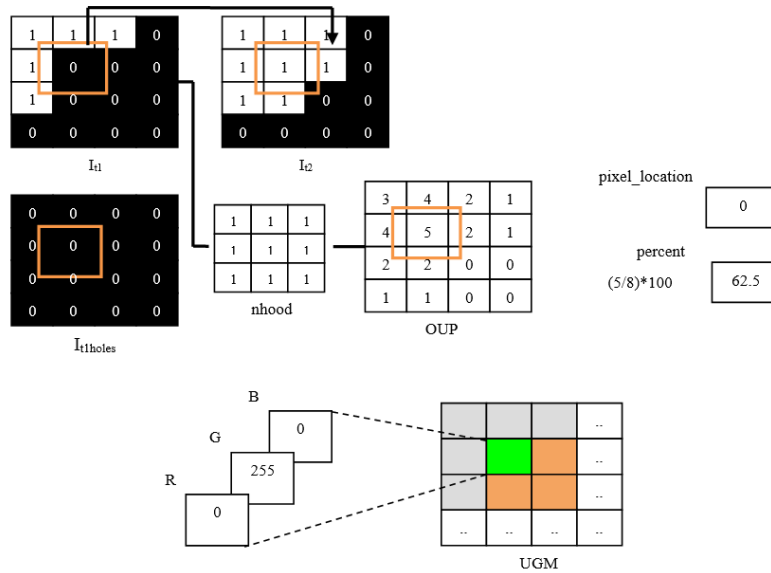 1 1 1 0
1 0 0 0
1 0 0 0
0 0 0 0
I_t1
1 1 1 0
1 1 1 0
1 1 0 0
0 0 0 0
I_t2
0 0 0 0
0 0 0 0
0 0 0 0
0 0 0 0
I_t1holes
1 1 1
1 1 1
1 1 1
nhood
3 4 2 1
4 5 2 1
2 2 0 0
1 1 0 0
OUP
pixel_location
0
percent
(5/8)*100
62.5
B
0
G
255
R
0
..
..
..
.. .. .. ..
UGM